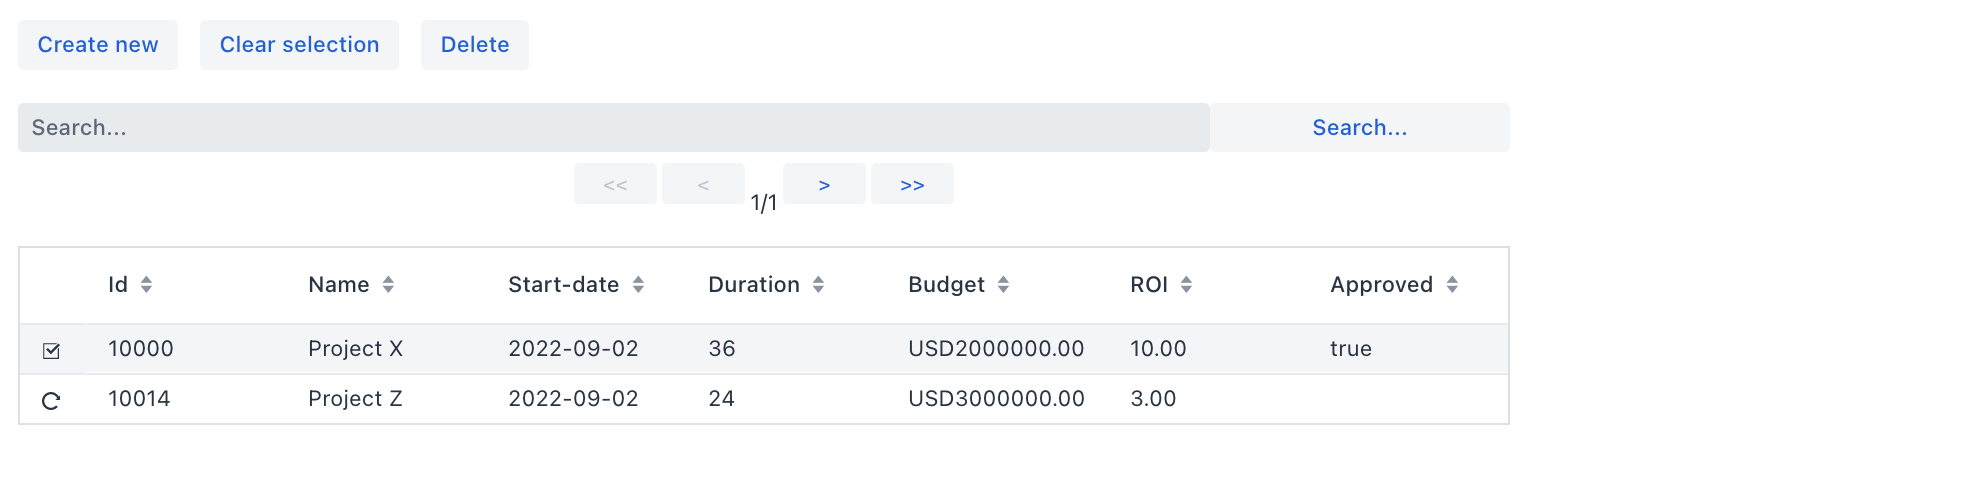 Create new Clear selection Delete
Search... Search...
<< < 1/1 > >>
Id Name Start-date Duration Budget ROI Approved
10000 Project X 2022-09-02 36 USD2000000.00 10.00 true
10014 Project Z 2022-09-02 24 USD3000000.00 3.00